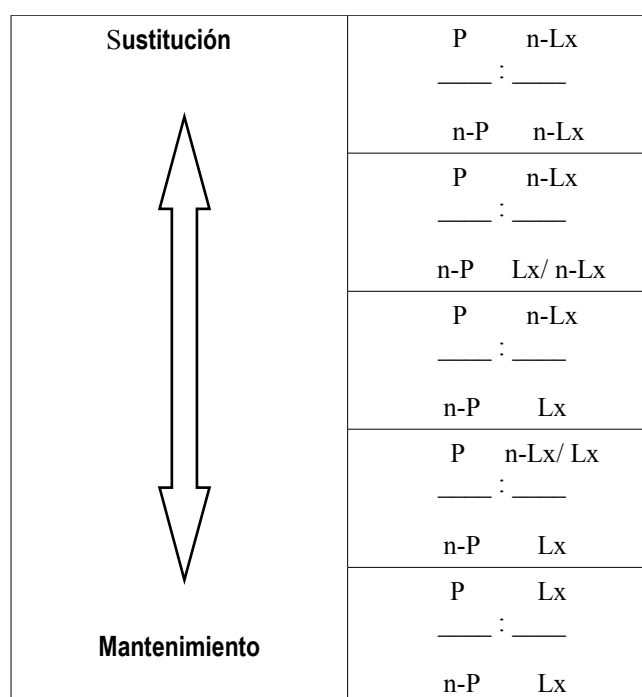 Sustitución
P n-Lx
____ : ____
n-P n-Lx
P n-Lx
____ : ____
n-P Lx/ n-Lx
P n-Lx
____ : ____
n-P Lx
P n-Lx/ Lx
____ : ____
n-P Lx
Mantenimiento
P Lx
____ : ____
n-P Lx